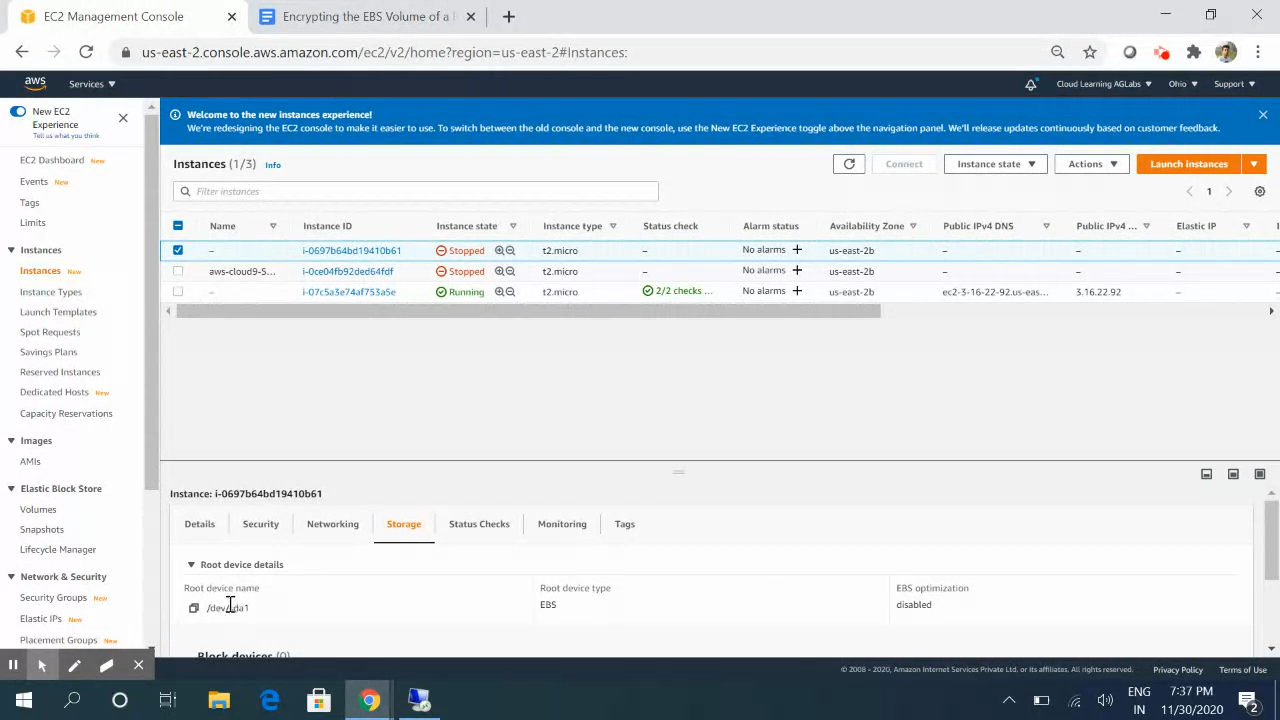 EC2 Management Console
Encrypting the EBS Volume of a
us-east-2.console.aws.amazon.com/ec2/v2/home?region=us-east-2#Instances:
aws
Services
Cloud Learning AGLabs
Ohio
Support
New EC2
Experience
Tell us what you think
EC2 Dashboard New
Events New
Tags
Limits
Instances
Instances New
Instance Types
Launch Templates
Spot Requests
Savings Plans
Reserved Instances
Dedicated Hosts New
Capacity Reservations
Images
AMIs
Elastic Block Store
Volumes
Snapshots
Lifecycle Manager
Network & Security
Security Groups New
Elastic IPs New
Placement Groups New
Welcome to the new instances experience!
We're redesigning the EC2 console to make it easier to use. To switch between the old console and the new console, use the New EC2 Experience toggle above the navigation panel. We'll release updates continuously based on customer feedback.
Instances (1/3) Info
Connect
Instance state
Actions
Launch instances
Filter instances
1
Name Instance ID Instance state Instance type Status check Alarm status Availability Zone Public IPv4 DNS Public IPv4 ... Elastic IP
– i-0697b64bd19410b61 Stopped t2.micro – No alarms + us-east-2b – – –
aws-cloud9-5... i-0ce04fb92ded64fdf Stopped t2.micro – No alarms + us-east-2b – – –
– i-07c5a3e74af753a5e Running t2.micro 2/2 checks ... No alarms + us-east-2b ec2-3-16-22-92.us-eas... 3.16.22.92 –
Instance: i-0697b64bd19410b61
Details Security Networking Storage Status Checks Monitoring Tags
Root device details
Root device name Root device type EBS optimization
EBS disabled
Block devices (0)
© 2008 - 2020, Amazon Internet Services Private Ltd. or its affiliates. All rights reserved. Privacy Policy Terms of Use
ENG
IN
7:37 PM
11/30/2020
2